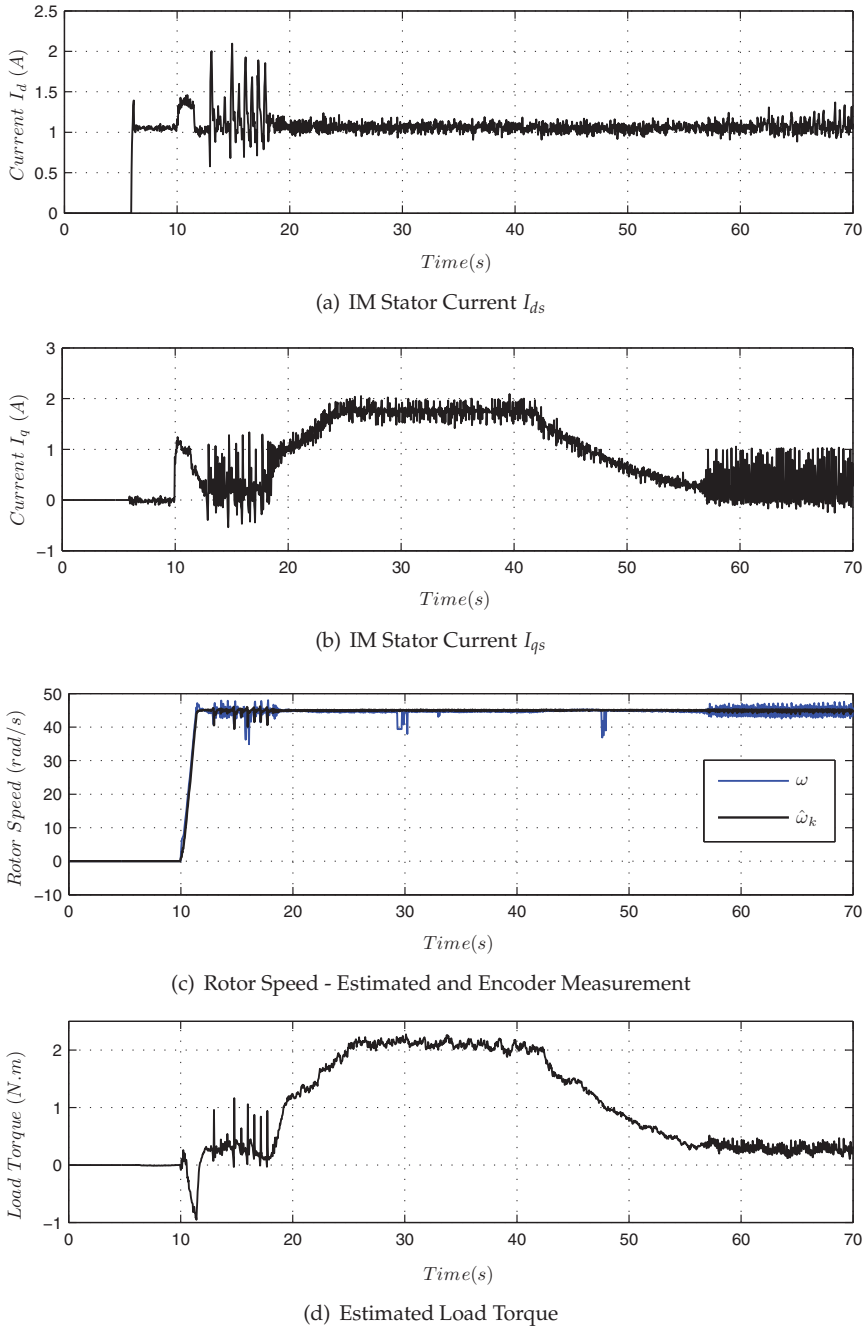 2.5
2
1.5
1
0.5
0
Current I_d (A)
0 10 20 30 40 50 60 70
Time(s)
(a) IM Stator Current I_ds
3
2
1
0
−1
Current I_q (A)
0 10 20 30 40 50 60 70
Time(s)
(b) IM Stator Current I_qs
50
40
30
20
10
0
−10
Rotor Speed (rad/s)
ω
ω̂_k
0 10 20 30 40 50 60 70
Time(s)
(c) Rotor Speed - Estimated and Encoder Measurement
2
1
0
−1
Load Torque (N.m)
0 10 20 30 40 50 60 70
Time(s)
(d) Estimated Load Torque